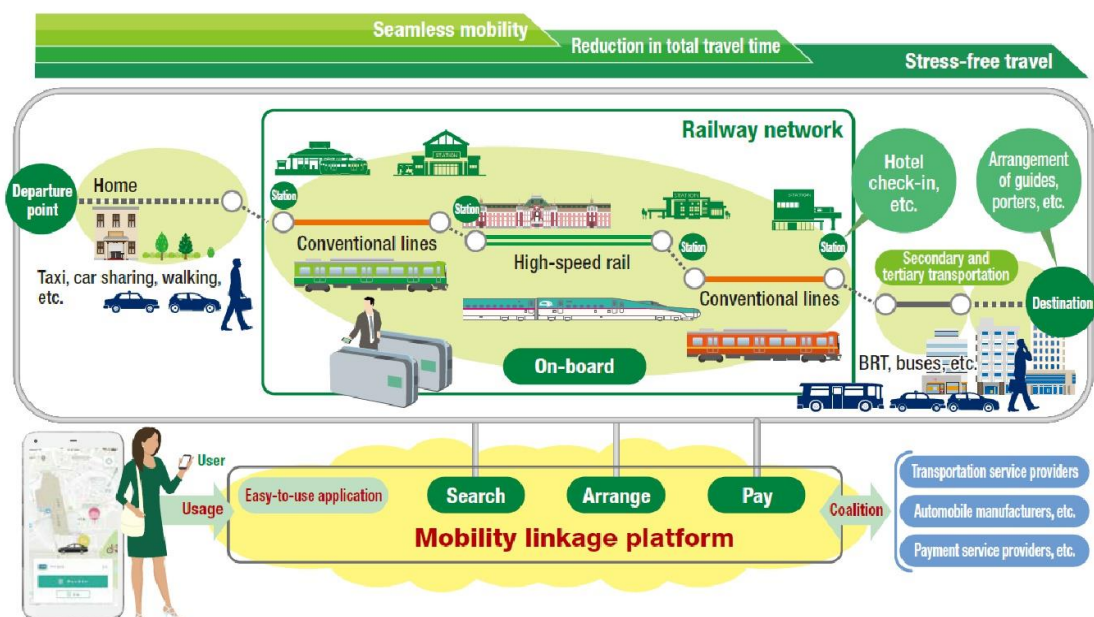 Seamless mobility
Reduction in total travel time
Stress-free travel
Railway network
Departure
point
Home
Taxi, car sharing, walking,
etc.
Station
Conventional lines
Station
High-speed rail
Station
Conventional lines
Station
On-board
Hotel
check-in,
etc.
Arrangement
of guides,
porters, etc.
Secondary and
tertiary transportation
Destination
BRT, buses, etc.
STATION
User
Usage
Easy-to-use application
Search
Arrange
Pay
Mobility linkage platform
Coalition
Transportation service providers
Automobile manufacturers, etc.
Payment service providers, etc.